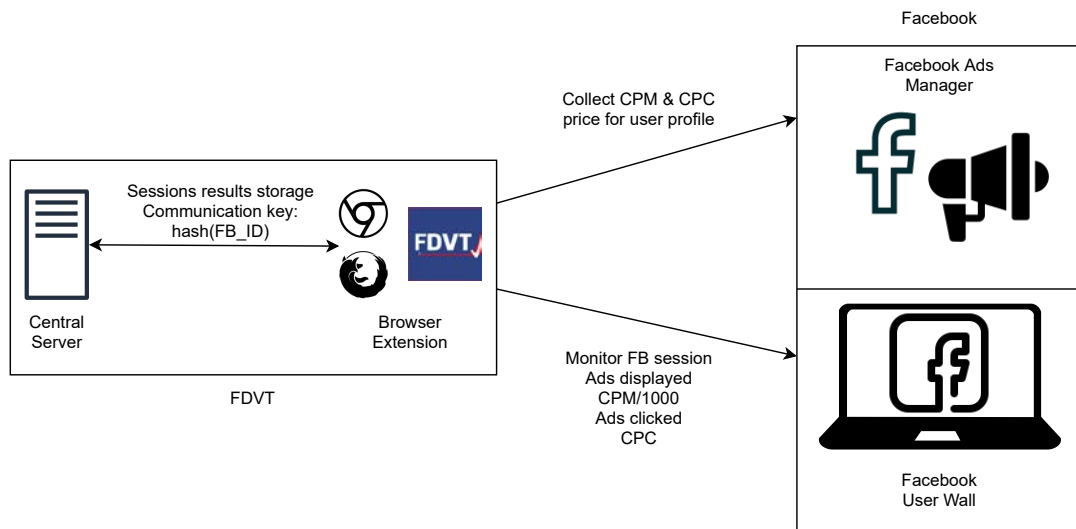 Facebook
Facebook Ads
Manager
Collect CPM & CPC
price for user profile
Sessions results storage
Communication key:
hash(FB_ID)
FDVT
Central
Server
Browser
Extension
FDVT
Monitor FB session
Ads displayed
CPM/1000
Ads clicked
CPC
Facebook
User Wall